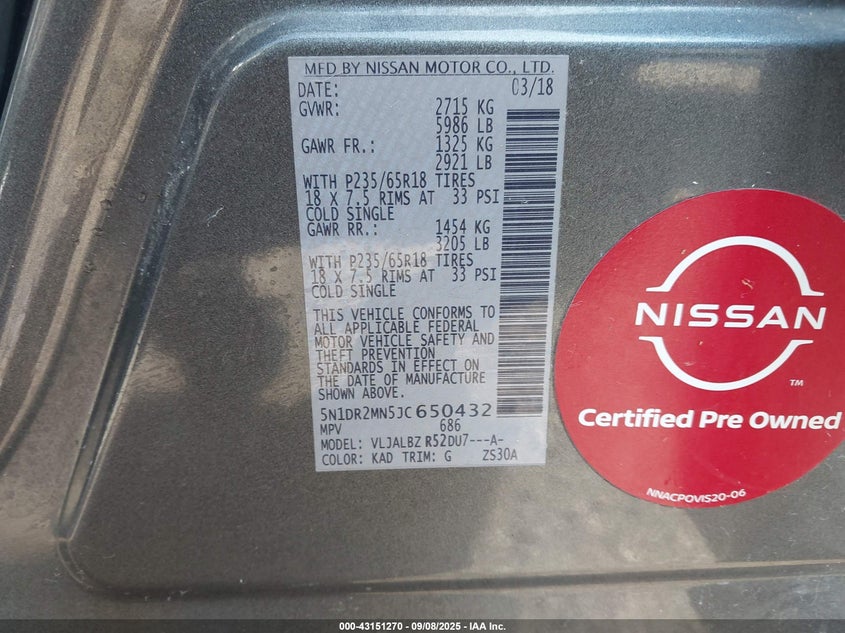 MFD BY NISSAN MOTOR CO., LTD.
DATE: 03/18
GVWR: 2715 KG
5986 LB
GAWR FR.: 1325 KG
2921 LB
WITH P235/65R18 TIRES
18 X 7.5 RIMS AT 33 PSI
COLD SINGLE
GAWR RR.: 1454 KG
3205 LB
WITH P235/65R18 TIRES
18 X 7.5 RIMS AT 33 PSI
COLD SINGLE
THIS VEHICLE CONFORMS TO
ALL APPLICABLE FEDERAL
MOTOR VEHICLE SAFETY AND
THEFT PREVENTION
STANDARDS IN EFFECT ON
THE DATE OF MANUFACTURE
SHOWN ABOVE.
5N1DR2MN5JC650432
MPV 686
MODEL: VLJALBZ R52DU7---A-
COLOR: KAD TRIM: G ZS30A
NISSAN
TM
Certified Pre Owned
NNACPOVIS20-06
000-43151270 - 09/08/2025 - IAA Inc.